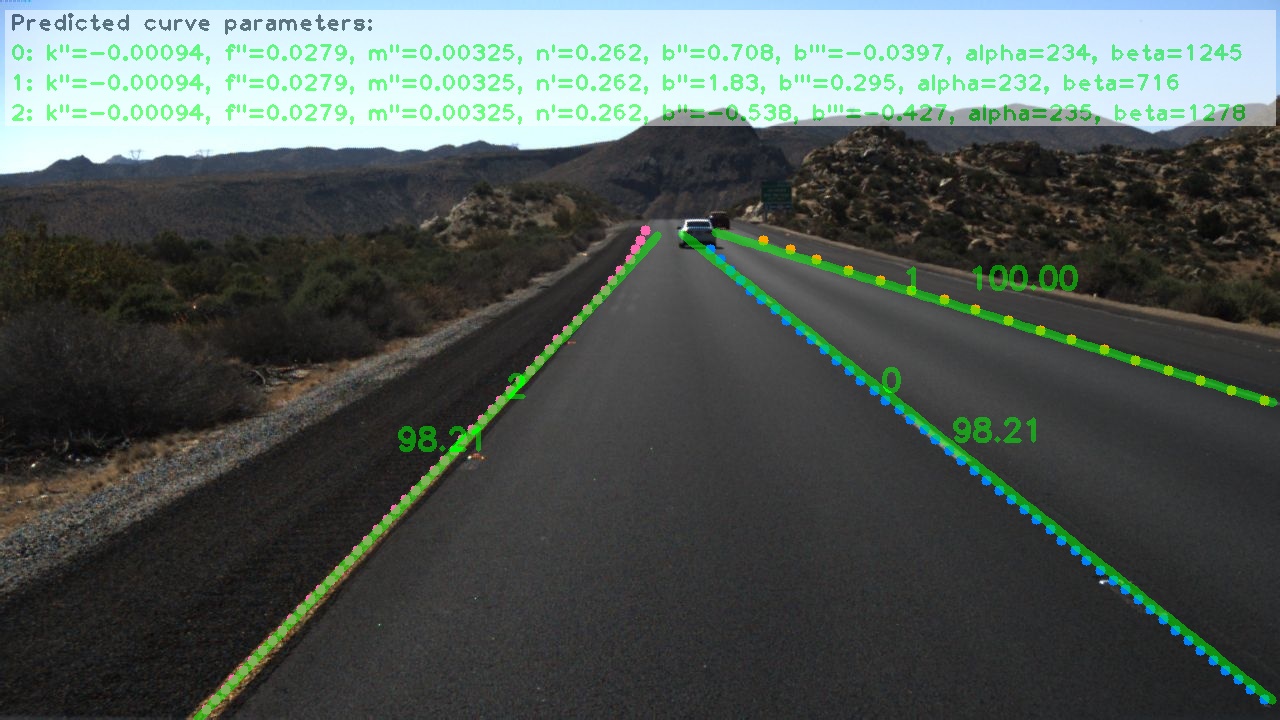 Predicted curve parameters:
0: k''=-0.00094, f''=0.0279, m''=0.00325, n'=0.262, b''=0.708, b'''=-0.0397, alpha=234, beta=1245
1: k''=-0.00094, f''=0.0279, m''=0.00325, n'=0.262, b''=1.83, b'''=0.295, alpha=232, beta=716
2: k''=-0.00094, f''=0.0279, m''=0.00325, n'=0.262, b''=-0.538, b'''=-0.427, alpha=235, beta=1278
1 100.00
2
0
98.21
98.21